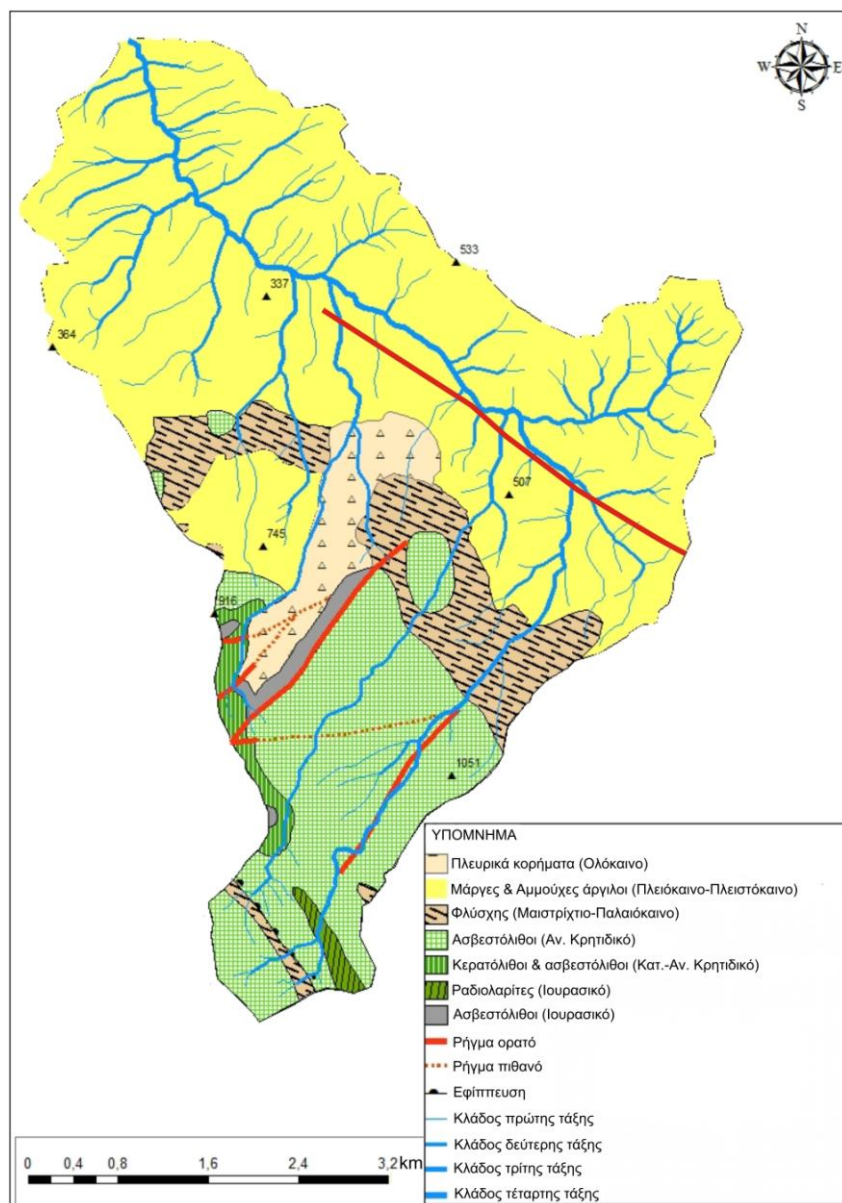 N
W E
S
533
337
364
507
745
916
1051
ΥΠΟΜΝΗΜΑ
Πλευρικά κορήματα (Ολόκαινο)
Μάργες & Αμμούχες άργιλοι (Πλειόκαινο-Πλειστόκαινο)
Φλύσχης (Μαιστρίχτιο-Παλαιόκαινο)
Ασβεστόλιθοι (Αν. Κρητιδικό)
Κερατόλιθοι & ασβεστόλιθοι (Κατ.-Αν. Κρητιδικό)
Ραδιολαρίτες (Ιουρασικό)
Ασβεστόλιθοι (Ιουρασικό)
Ρήγμα ορατό
Ρήγμα πιθανό
Εφίππευση
Κλάδος πρώτης τάξης
Κλάδος δεύτερης τάξης
Κλάδος τρίτης τάξης
Κλάδος τέταρτης τάξης
0 0,4 0,8 1,6 2,4 3,2 km